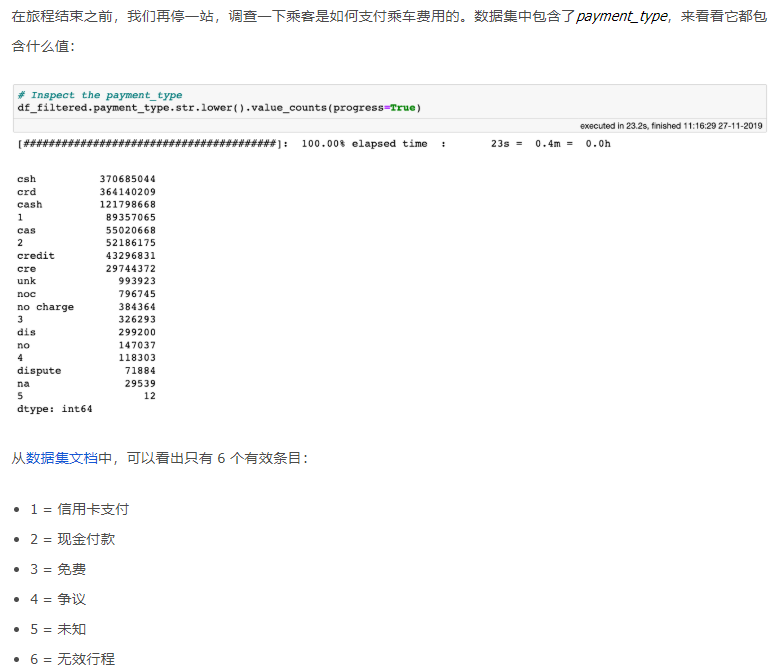 在旅程结束之前，我们再停一站，调查一下乘客是如何支付乘车费用的。数据集中包含了payment_type，来看看它都包
含什么值：
# Inspect the payment_type
df_filtered.payment_type.str.lower().value_counts(progress=True)
executed in 23.2s, finished 11:16:29 27-11-2019
[########################################]: 100.00% elapsed time : 23s = 0.4m = 0.0h
csh 370685044
crd 364140209
cash 121798668
1 89357065
cas 55020668
2 52186175
credit 43296831
cre 29744372
unk 993923
noc 796745
no charge 384364
3 326293
dis 299200
no 147037
4 118303
dispute 71884
na 29539
5 12
dtype: int64
从数据集文档中，可以看出只有 6 个有效条目：
• 1 = 信用卡支付
• 2 = 现金付款
• 3 = 免费
• 4 = 争议
• 5 = 未知
• 6 = 无效行程